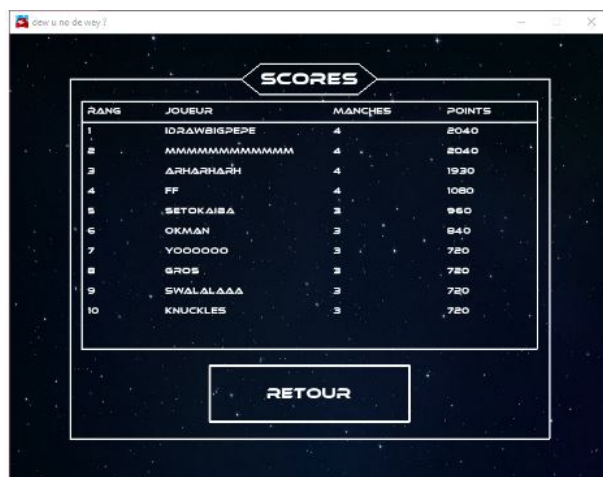 dew u no de wey ?
SCORES
RANG JOUEUR MANCHES POINTS
1 IDRAWBIGPEPE 4 2040
2 MMMMMMMMMMMM 4 2040
3 ARHARHARH 4 1930
4 FF 4 1080
5 SETOKAIBA 3 960
6 OKMAN 3 840
7 YOOOOOO 3 720
8 GROS 3 720
9 SWALALAAA 3 720
10 KNUCKLES 3 720
RETOUR